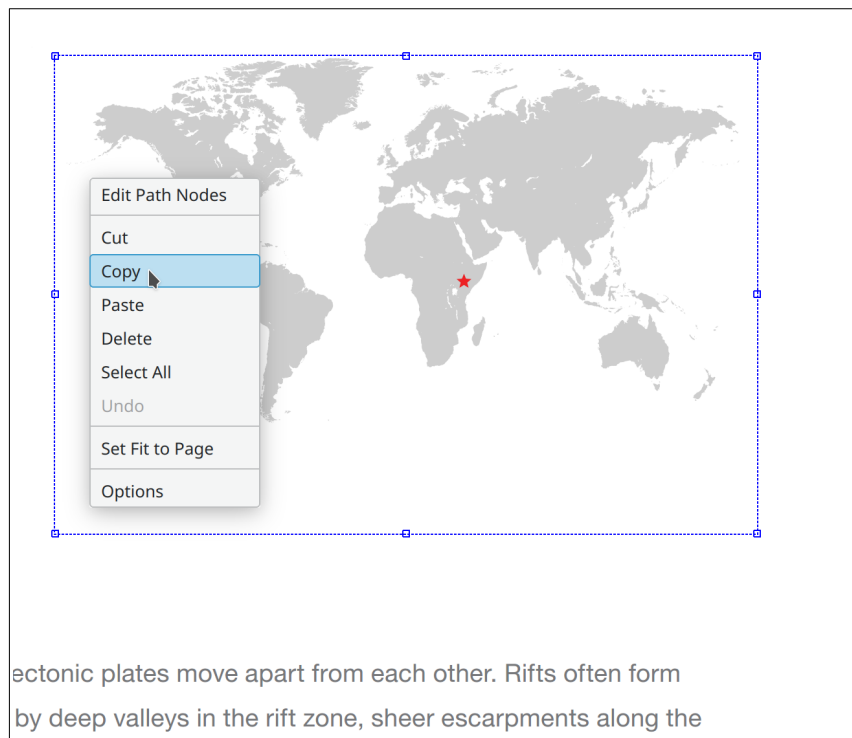 Edit Path Nodes
Cut
Copy
Paste
Delete
Select All
Undo
Set Fit to Page
Options
ectonic plates move apart from each other. Rifts often form
by deep valleys in the rift zone, sheer escarpments along the